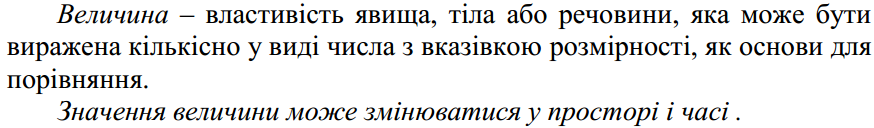 Величина – властивість явища, тіла або речовини, яка може бути
виражена кількісно у виді числа з вказівкою розмірності, як основи для
порівняння.
Значення величини може змінюватися у просторі і часі .